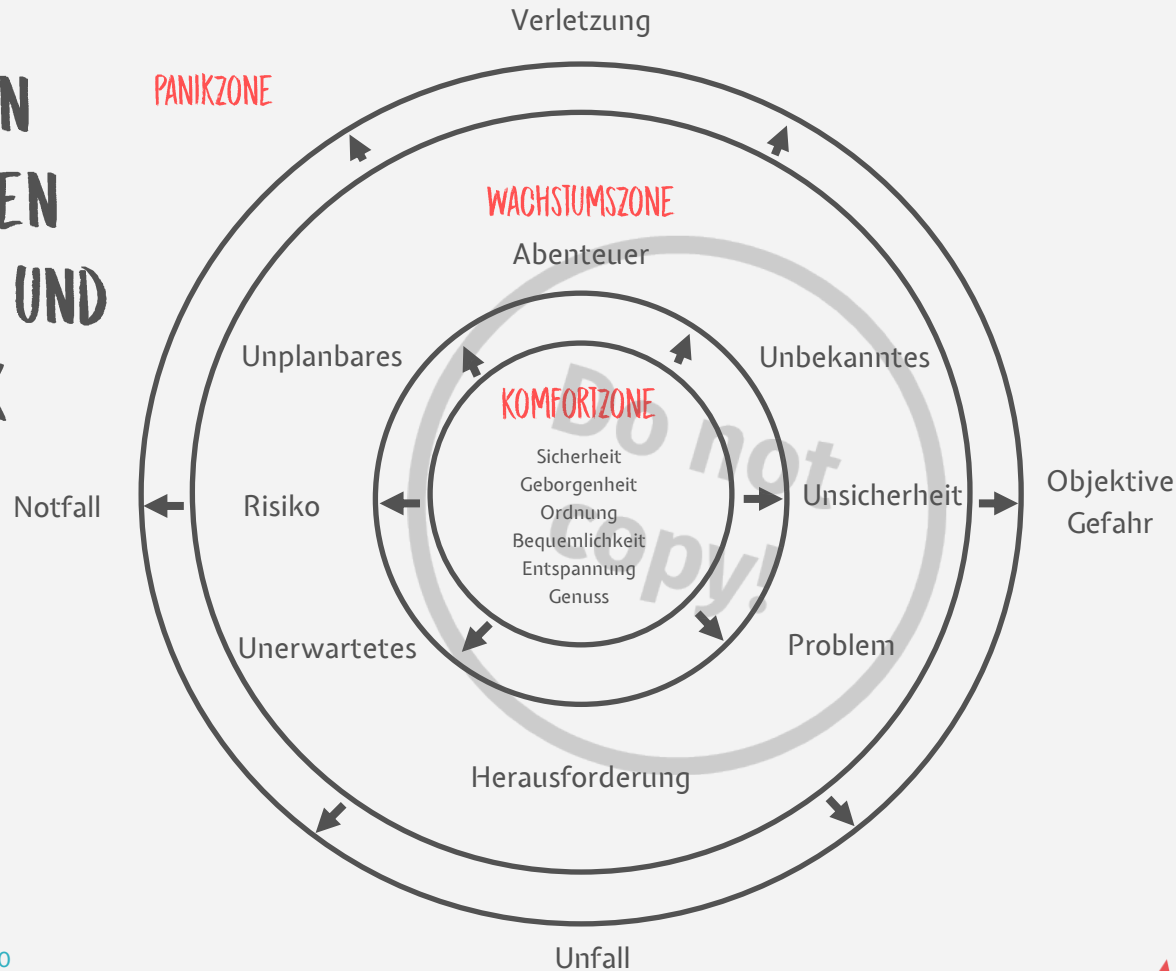 Verletzung
PANIKZONE
N
EN
UND
WACHSTUMSZONE
Abenteuer
Unplanbares
Unbekanntes
KOMFORTZONE
Do not
copy!
Sicherheit
Geborgenheit
Ordnung
Bequemlichkeit
Entspannung
Genuss
Notfall
Risiko
Unsicherheit
Objektive
Gefahr
Unerwartetes
Problem
Herausforderung
Unfall
0